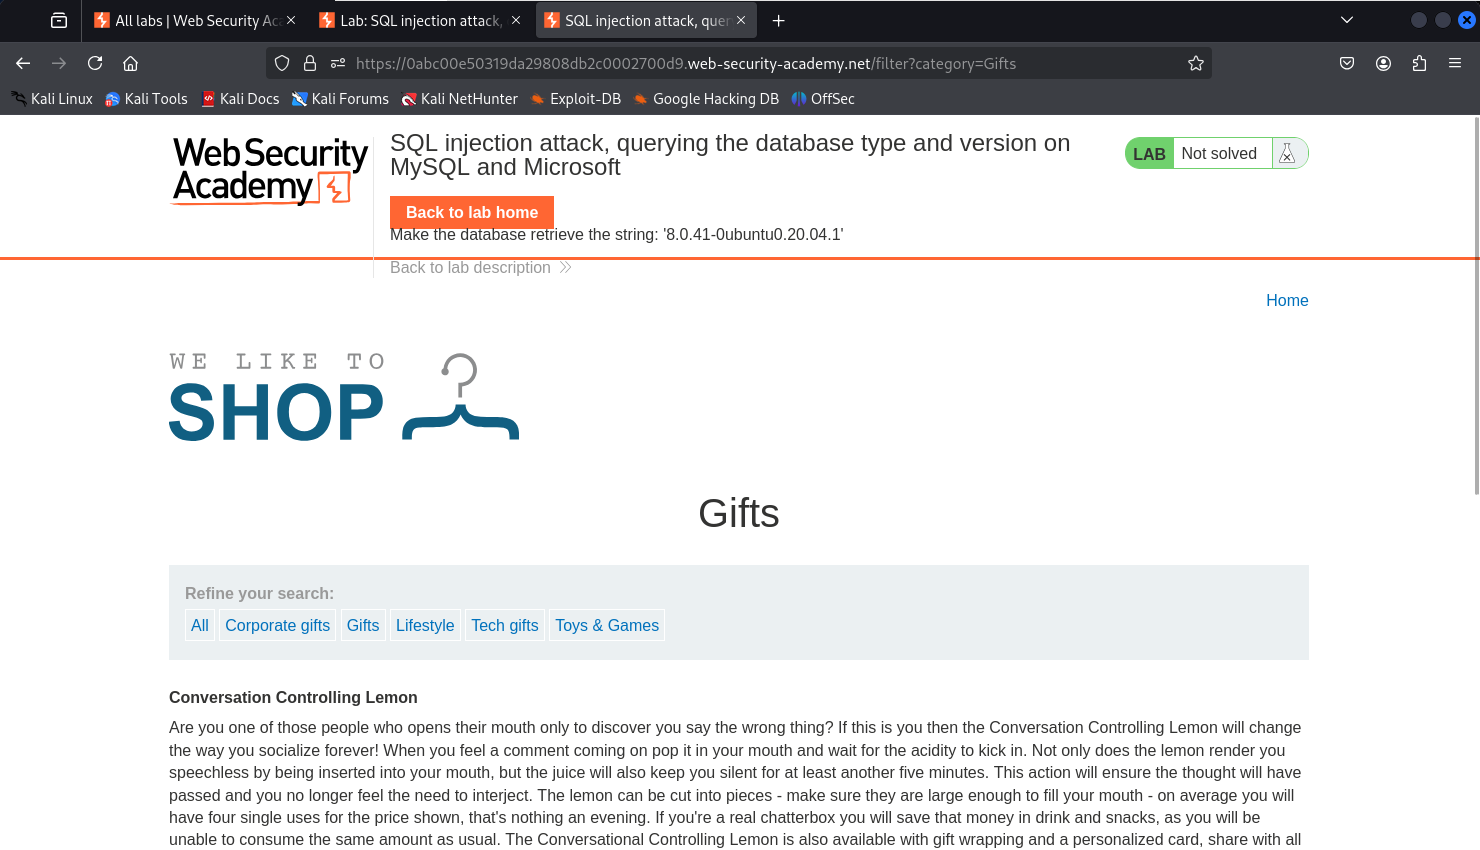 All labs | Web Security Aca
Lab: SQL injection attack,
SQL injection attack, quer
https://0abc00e50319da29808db2c0002700d9.web-security-academy.net/filter?category=Gifts
Kali Linux
Kali Tools
Kali Docs
Kali Forums
Kali NetHunter
Exploit-DB
Google Hacking DB
OffSec
WebSecurity
Academy
SQL injection attack, querying the database type and version on
MySQL and Microsoft
LAB
Not solved
Back to lab home
Make the database retrieve the string: '8.0.41-0ubuntu0.20.04.1'
Back to lab description
Home
WE LIKE TO
SHOP
Gifts
Refine your search:
All
Corporate gifts
Gifts
Lifestyle
Tech gifts
Toys & Games
Conversation Controlling Lemon
Are you one of those people who opens their mouth only to discover you say the wrong thing? If this is you then the Conversation Controlling Lemon will change
the way you socialize forever! When you feel a comment coming on pop it in your mouth and wait for the acidity to kick in. Not only does the lemon render you
speechless by being inserted into your mouth, but the juice will also keep you silent for at least another five minutes. This action will ensure the thought will have
passed and you no longer feel the need to interject. The lemon can be cut into pieces - make sure they are large enough to fill your mouth - on average you will
have four single uses for the price shown, that's nothing an evening. If you're a real chatterbox you will save that money in drink and snacks, as you will be
unable to consume the same amount as usual. The Conversational Controlling Lemon is also available with gift wrapping and a personalized card, share with all